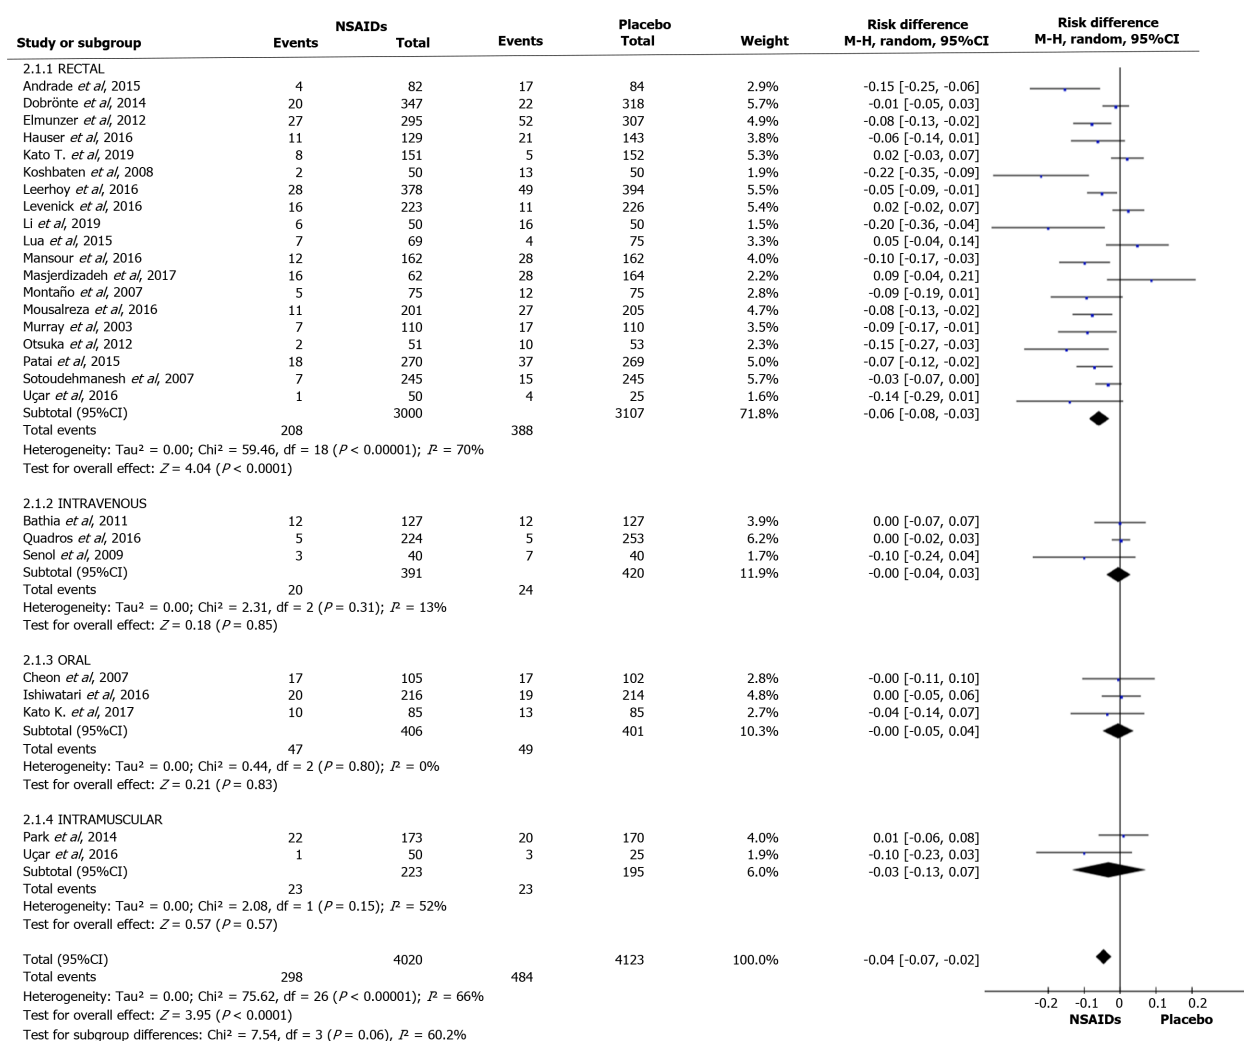 NSAIDs Placebo Risk difference Risk difference
Study or subgroup Events Total Events Total Weight M-H, random, 95%CI M-H, random, 95%CI
2.1.1 RECTAL
Andrade et al, 2015 4 82 17 84 2.9% -0.15 [-0.25, -0.06]
Dobrönte et al, 2014 20 347 22 318 5.7% -0.01 [-0.05, 0.03]
Elmunzer et al, 2012 27 295 52 307 4.9% -0.08 [-0.13, -0.02]
Hauser et al, 2016 11 129 21 143 3.8% -0.06 [-0.14, 0.01]
Kato T. et al, 2019 8 151 5 152 5.3% 0.02 [-0.03, 0.07]
Koshbaten et al, 2008 2 50 13 50 1.9% -0.22 [-0.35, -0.09]
Leerhoy et al, 2016 28 378 49 394 5.5% -0.05 [-0.09, -0.01]
Levenick et al, 2016 16 223 11 226 5.4% 0.02 [-0.02, 0.07]
Li et al, 2019 6 50 16 50 1.5% -0.20 [-0.36, -0.04]
Lua et al, 2015 7 69 4 75 3.3% 0.05 [-0.04, 0.14]
Mansour et al, 2016 12 162 28 162 4.0% -0.10 [-0.17, -0.03]
Masjerdizadeh et al, 2017 16 62 28 164 2.2% 0.09 [-0.04, 0.21]
Montaño et al, 2007 5 75 12 75 2.8% -0.09 [-0.19, 0.01]
Mousalreza et al, 2016 11 201 27 205 4.7% -0.08 [-0.13, -0.02]
Murray et al, 2003 7 110 17 110 3.5% -0.09 [-0.17, -0.01]
Otsuka et al, 2012 2 51 10 53 2.3% -0.15 [-0.27, -0.03]
Patai et al, 2015 18 270 37 269 5.0% -0.07 [-0.12, -0.02]
Sotoudehmanesh et al, 2007 7 245 15 245 5.7% -0.03 [-0.07, 0.00]
Uçar et al, 2016 1 50 4 25 1.6% -0.14 [-0.29, 0.01]
Subtotal (95%CI) 3000 3107 71.8% -0.06 [-0.08, -0.03]
Total events 208 388
Heterogeneity: Tau² = 0.00; Chi² = 59.46, df = 18 (P < 0.00001); I² = 70%
Test for overall effect: Z = 4.04 (P < 0.0001)
2.1.2 INTRAVENOUS
Bathia et al, 2011 12 127 12 127 3.9% 0.00 [-0.07, 0.07]
Quadros et al, 2016 5 224 5 253 6.2% 0.00 [-0.02, 0.03]
Senol et al, 2009 3 40 7 40 1.7% -0.10 [-0.24, 0.04]
Subtotal (95%CI) 391 420 11.9% -0.00 [-0.04, 0.03]
Total events 20 24
Heterogeneity: Tau² = 0.00; Chi² = 2.31, df = 2 (P = 0.31); I² = 13%
Test for overall effect: Z = 0.18 (P = 0.85)
2.1.3 ORAL
Cheon et al, 2007 17 105 17 102 2.8% -0.00 [-0.11, 0.10]
Ishiwatari et al, 2016 20 216 19 214 4.8% 0.00 [-0.05, 0.06]
Kato K. et al, 2017 10 85 13 85 2.7% -0.04 [-0.14, 0.07]
Subtotal (95%CI) 406 401 10.3% -0.00 [-0.05, 0.04]
Total events 47 49
Heterogeneity: Tau² = 0.00; Chi² = 0.44, df = 2 (P = 0.80); I² = 0%
Test for overall effect: Z = 0.21 (P = 0.83)
2.1.4 INTRAMUSCULAR
Park et al, 2014 22 173 20 170 4.0% 0.01 [-0.06, 0.08]
Uçar et al, 2016 1 50 3 25 1.9% -0.10 [-0.23, 0.03]
Subtotal (95%CI) 223 195 6.0% -0.03 [-0.13, 0.07]
Total events 23 23
Heterogeneity: Tau² = 0.00; Chi² = 2.08, df = 1 (P = 0.15); I² = 52%
Test for overall effect: Z = 0.57 (P = 0.57)
Total (95%CI) 4020 4123 100.0% -0.04 [-0.07, -0.02]
Total events 298 484
Heterogeneity: Tau² = 0.00; Chi² = 75.62, df = 26 (P < 0.00001); I² = 66%
Test for overall effect: Z = 3.95 (P < 0.0001)
Test for subgroup differences: Chi² = 7.54, df = 3 (P = 0.06), I² = 60.2%
-0.2 -0.1 0 0.1 0.2
NSAIDs Placebo